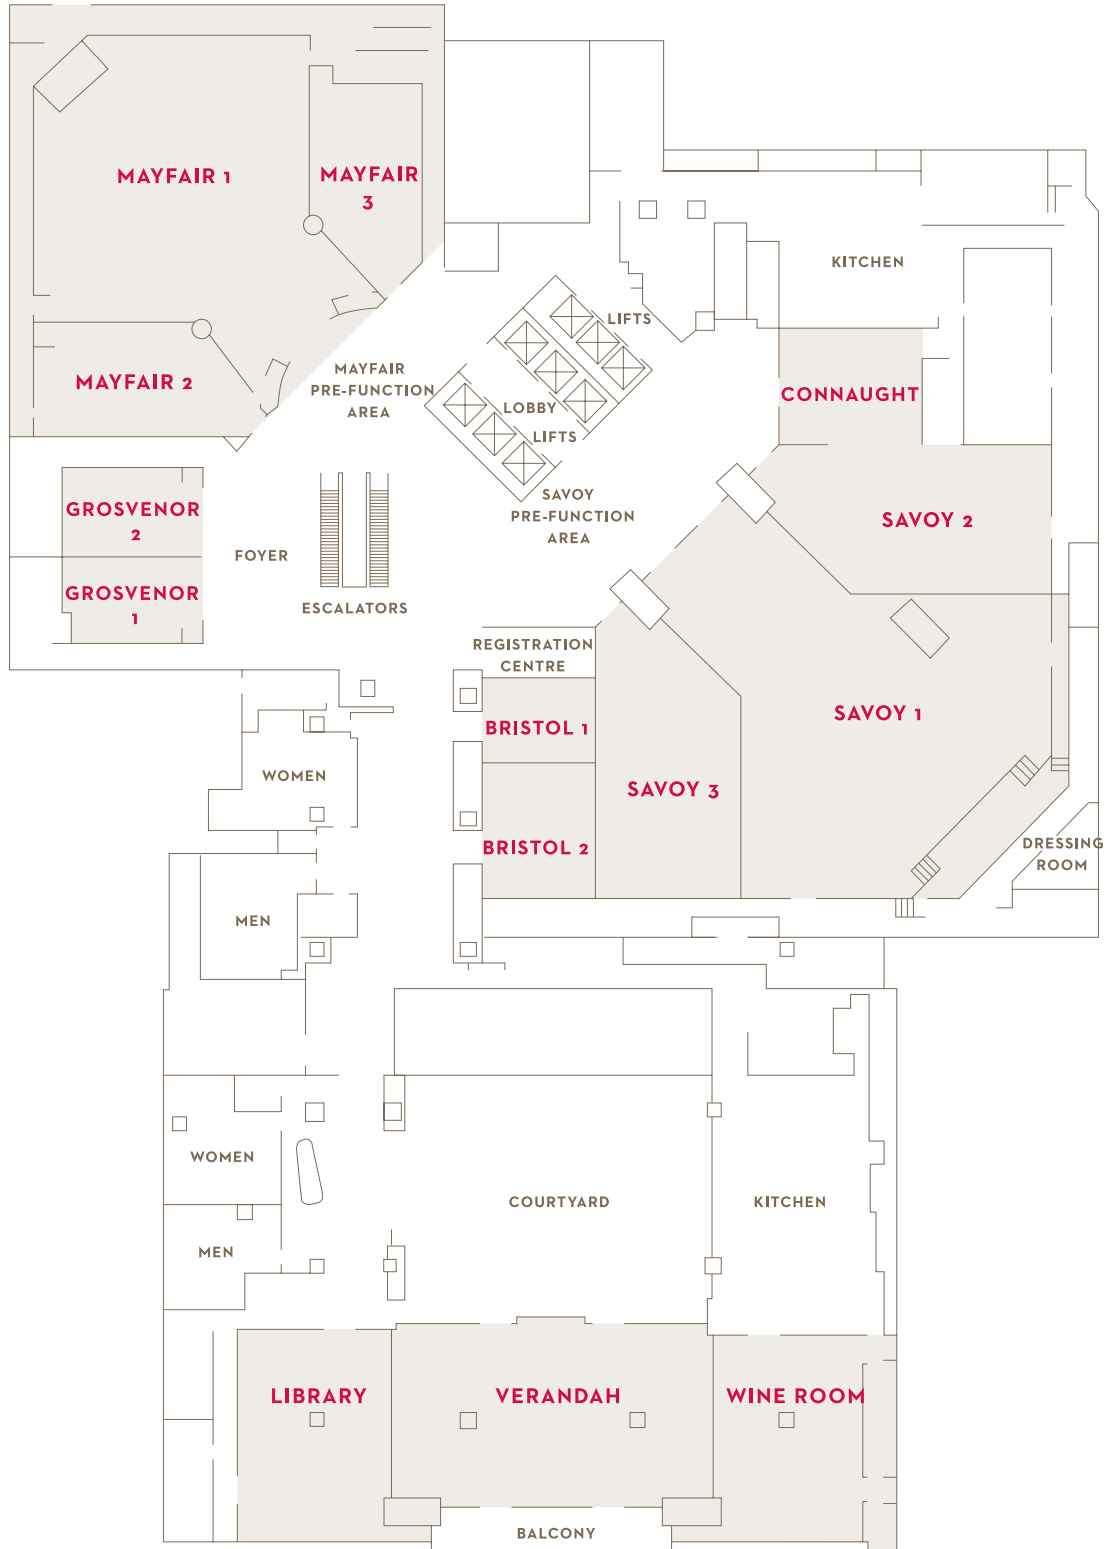 MAYFAIR 1
MAYFAIR
3
KITCHEN
LIFTS
MAYFAIR
PRE-FUNCTION
AREA
MAYFAIR 2
CONNAUGHT
LOBBY
LIFTS
SAVOY
PRE-FUNCTION
AREA
GROSVENOR
2
SAVOY 2
FOYER
GROSVENOR
1
ESCALATORS
REGISTRATION
CENTRE
BRISTOL 1
SAVOY 1
WOMEN
SAVOY 3
BRISTOL 2
DRESSING
ROOM
MEN
WOMEN
COURTYARD
KITCHEN
MEN
LIBRARY
VERANDAH
WINE ROOM
BALCONY